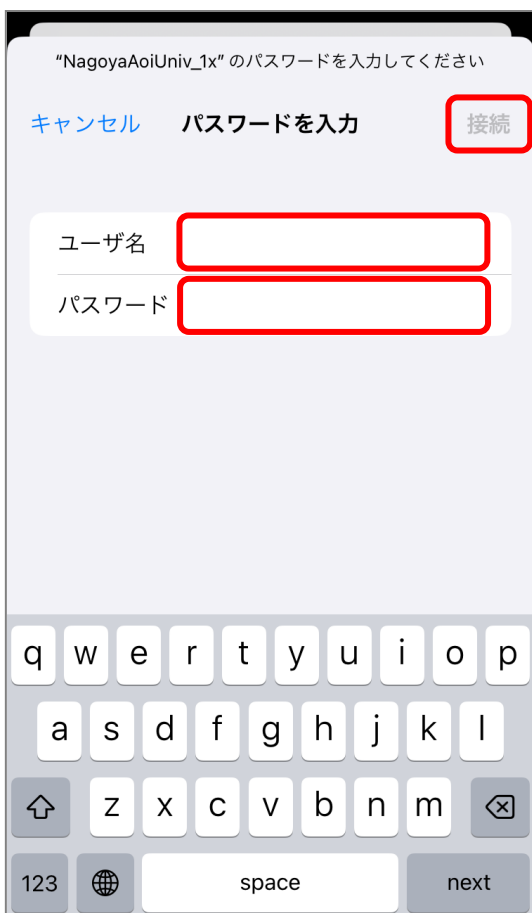 “NagoyaAoiUniv_1x” のパスワードを入力してください
キャンセル パスワードを入力 接続
ユーザ名
パスワード
q w e r t y u i o p
a s d f g h j k l
z x c v b n m
123 space next